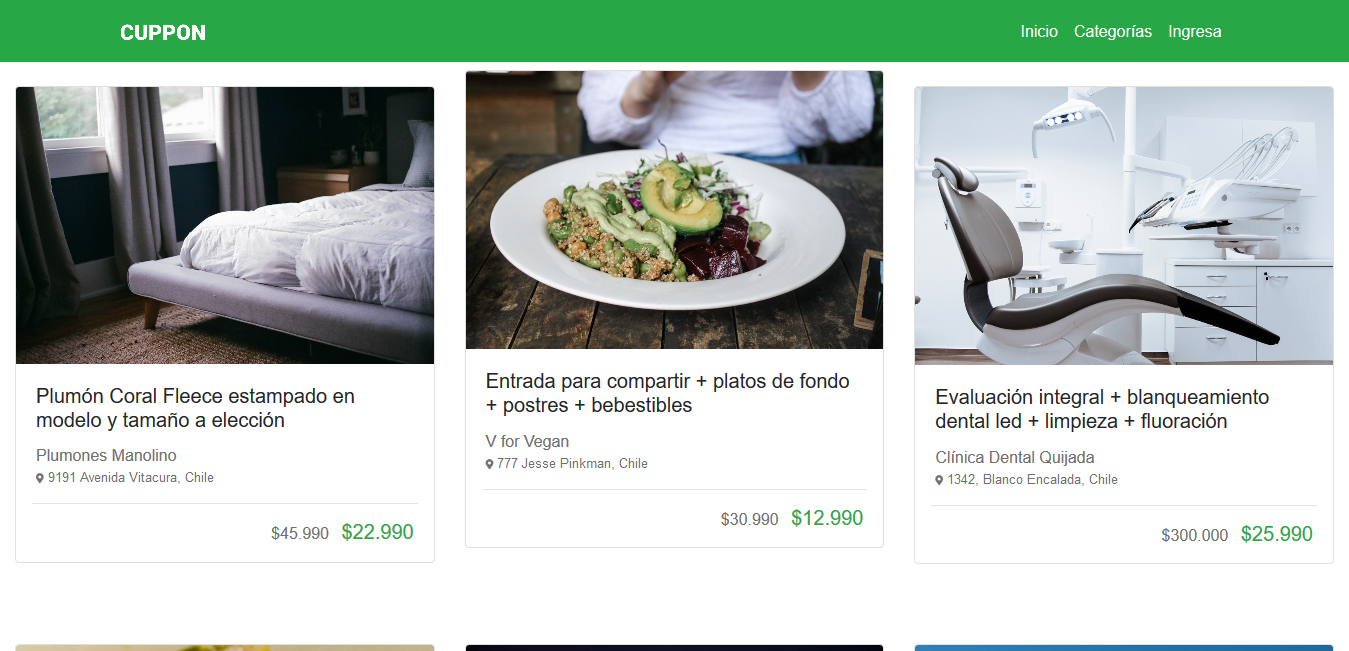 CUPPON
Inicio Categorías Ingresa
Plumón Coral Fleece estampado en
modelo y tamaño a elección
Plumones Manolino
9191 Avenida Vitacura, Chile
$45.990 $22.990
Entrada para compartir + platos de fondo
+ postres + bebestibles
V for Vegan
777 Jesse Pinkman, Chile
$30.990 $12.990
Evaluación integral + blanqueamiento
dental led + limpieza + fluoración
Clínica Dental Quijada
1342, Blanco Encalada, Chile
$300.000 $25.990